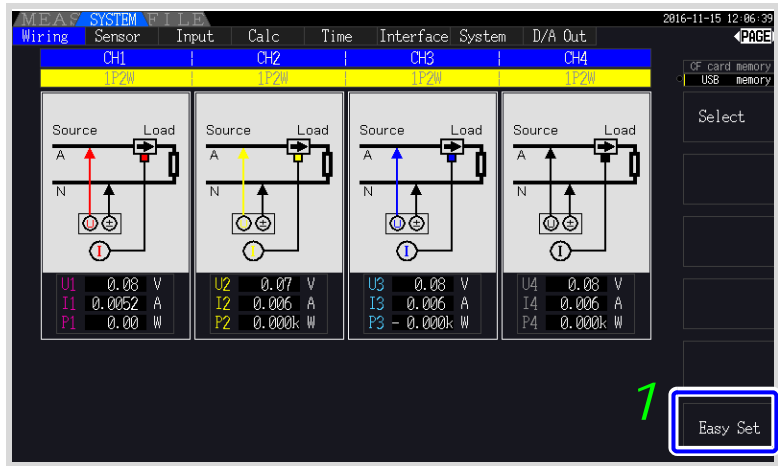 MEAS SYSTEM FILE 2016-11-15 12:06:39
Wiring Sensor Input Calc Time Interface System D/A Out PAGE
CH1 CH2 CH3 CH4
1P2W 1P2W 1P2W 1P2W
CF card memory
USB memory
Select
Source Load Source Load Source Load Source Load
A A A A
N N N N
U ± U ± U ± U ±
I I I I
U1 0.08 V U2 0.07 V U3 0.08 V U4 0.08 V
I1 0.0052 A I2 0.006 A I3 0.006 A I4 0.006 A
P1 0.00 W P2 0.000k W P3 - 0.000k W P4 0.000k W
1
Easy Set